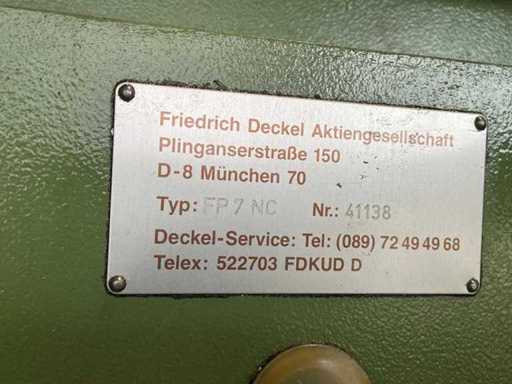 Friedrich Deckel Aktiengesellschaft
Plinganserstraße 150
D-8 München 70
Typ: FP 7 NC Nr.: 41138
Deckel-Service: Tel: (089) 72 49 49 68
Telex: 522703 FDKUD D